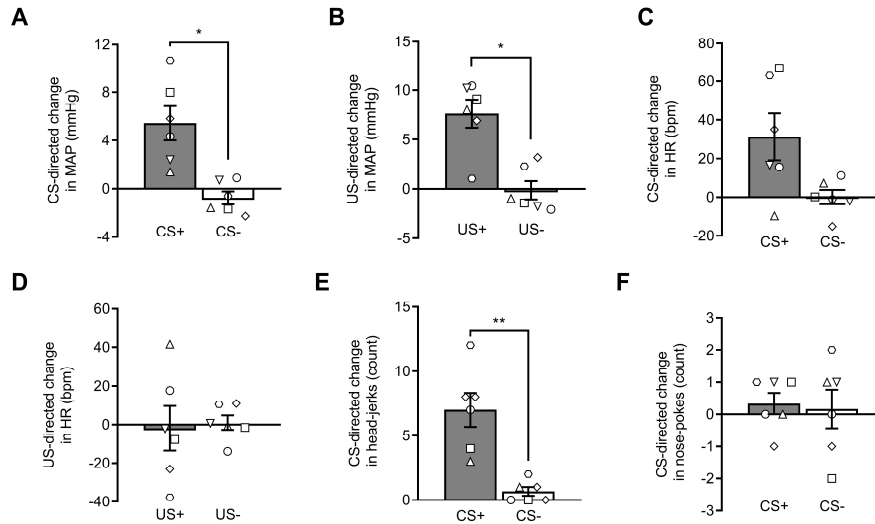 A
CS-directed change
in MAP (mmHg)
12
8
4
0
-4
*
CS+
CS-
B
US-directed change
in MAP (mmHg)
15
10
5
0
-5
*
US+
US-
C
CS-directed change
in HR (bpm)
80
60
40
20
0
-20
CS+
CS-
D
US-directed change
in HR (bpm)
60
40
20
0
-20
-40
US+
US-
E
CS-directed change
in head-jerks (count)
15
10
5
0
**
CS+
CS-
F
CS-directed change
in nose-pokes (count)
3
2
1
0
-1
-2
-3
CS+
CS-